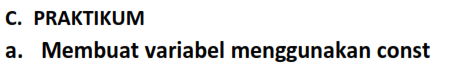 C. PRAKTIKUM
a. Membuat variabel menggunakan const